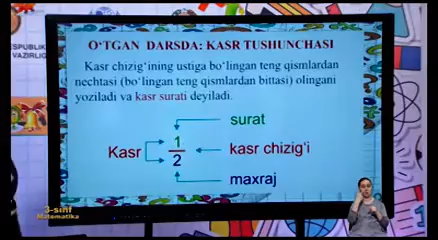 O‘TGAN DARSDA: KASR TUSHUNCHASI
Kasr chizig‘ining ustiga bo‘lingan teng qismlardan
nechtasi (bo‘lingan teng qismlardan bittasi) olingani
yoziladi va kasr surati deyiladi.
surat
Kasr
1
2
kasr chizig‘i
maxraj
3-sinf
Matematika